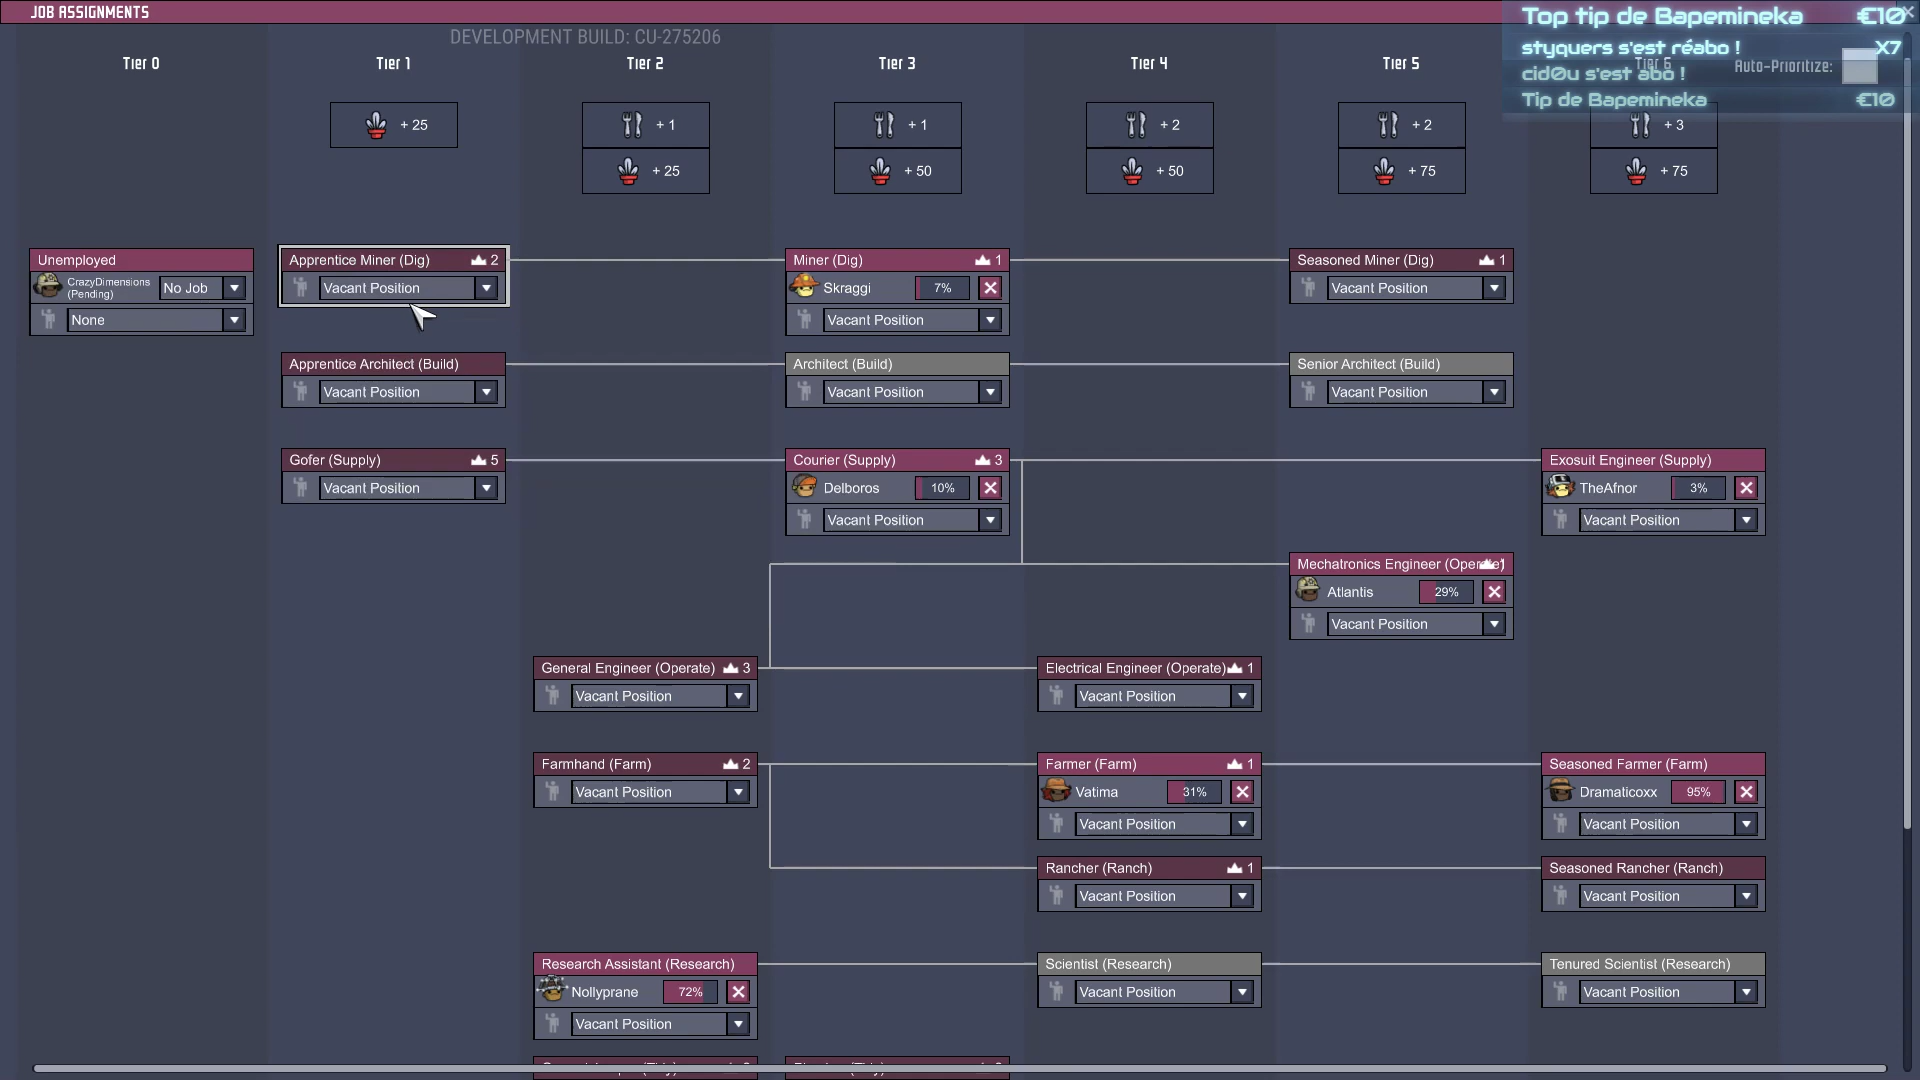 JOB ASSIGNMENTS
Top tip de Bapemineka €10
DEVELOPMENT BUILD: CU-275206
styquers s'est réabo ! X7
Tier 0 Tier 1 Tier 2 Tier 3 Tier 4 Tier 5 Tier 6 Auto-Prioritize:
cid0u s'est abo !
Tip de Bapemineka €10
+ 25 + 1 + 1 + 2 + 2 + 3
+ 25 + 50 + 50 + 75 + 75
Unemployed Apprentice Miner (Dig) 2 Miner (Dig) 1 Seasoned Miner (Dig) 1
CrazyDimensions
(Pending) No Job Vacant Position Skraggi 7% Vacant Position
None Vacant Position
Apprentice Architect (Build) Architect (Build) Senior Architect (Build)
Vacant Position Vacant Position Vacant Position
Gofer (Supply) 5 Courier (Supply) 3 Exosuit Engineer (Supply)
Vacant Position Delboros 10% TheAfnor 3%
Vacant Position Vacant Position
Mechatronics Engineer (Operate) 1
Atlantis 29%
Vacant Position
General Engineer (Operate) 3 Electrical Engineer (Operate) 1
Vacant Position Vacant Position
Farmhand (Farm) 2 Farmer (Farm) 1 Seasoned Farmer (Farm)
Vacant Position Vatima 31% Dramaticoxx 95%
Vacant Position Vacant Position
Rancher (Ranch) 1 Seasoned Rancher (Ranch)
Vacant Position Vacant Position
Research Assistant (Research) Scientist (Research) Tenured Scientist (Research)
Nollyprane 72% Vacant Position Vacant Position
Vacant Position